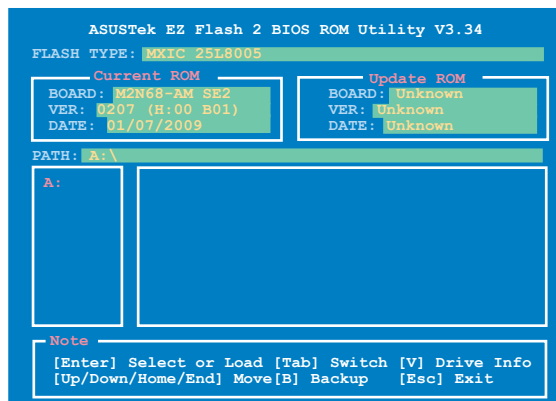 ASUSTek EZ Flash 2 BIOS ROM Utility V3.34
FLASH TYPE: MXIC 25L8005
Current ROM
BOARD: M2N68-AM SE2
VER: 0207 (H:00 B01)
DATE: 01/07/2009
Update ROM
BOARD: Unknown
VER: Unknown
DATE: Unknown
PATH: A:\
A:
Note
[Enter] Select or Load [Tab] Switch [V] Drive Info
[Up/Down/Home/End] Move[B] Backup [Esc] Exit